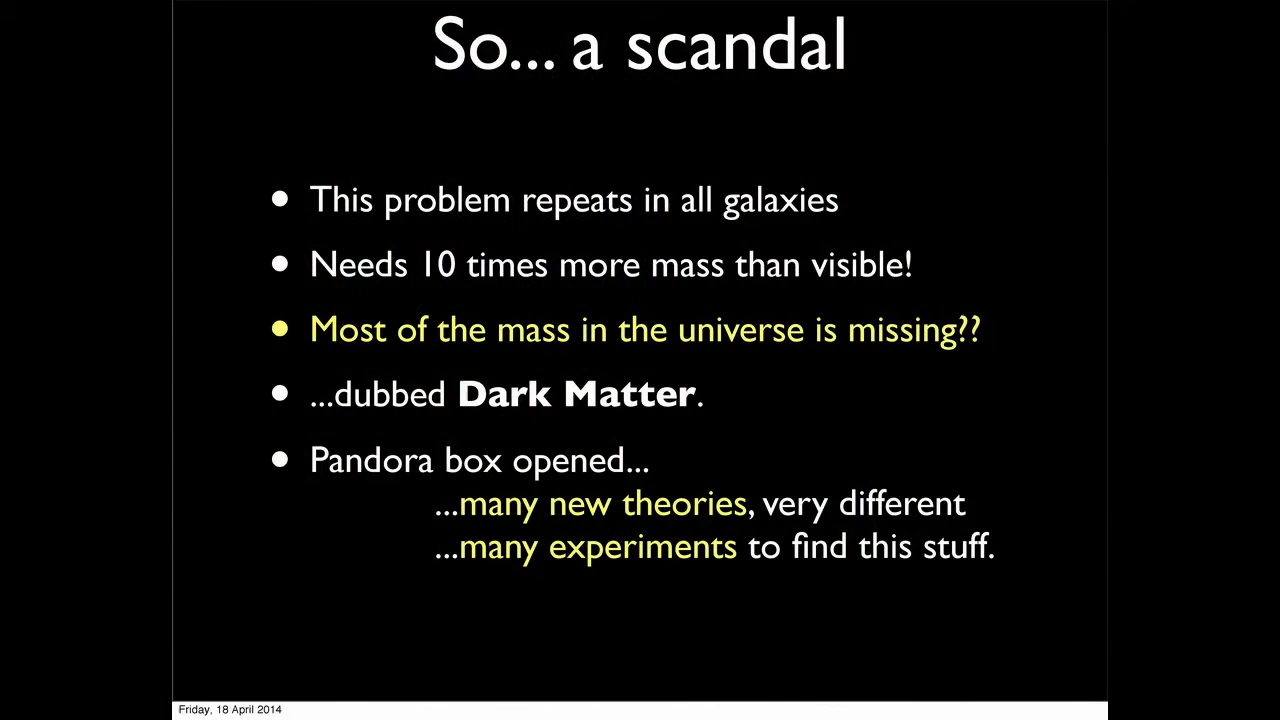 So... a scandal
• This problem repeats in all galaxies
• Needs 10 times more mass than visible!
• Most of the mass in the universe is missing??
• ...dubbed Dark Matter.
• Pandora box opened...
...many new theories, very different
...many experiments to find this stuff.
Friday, 18 April 2014